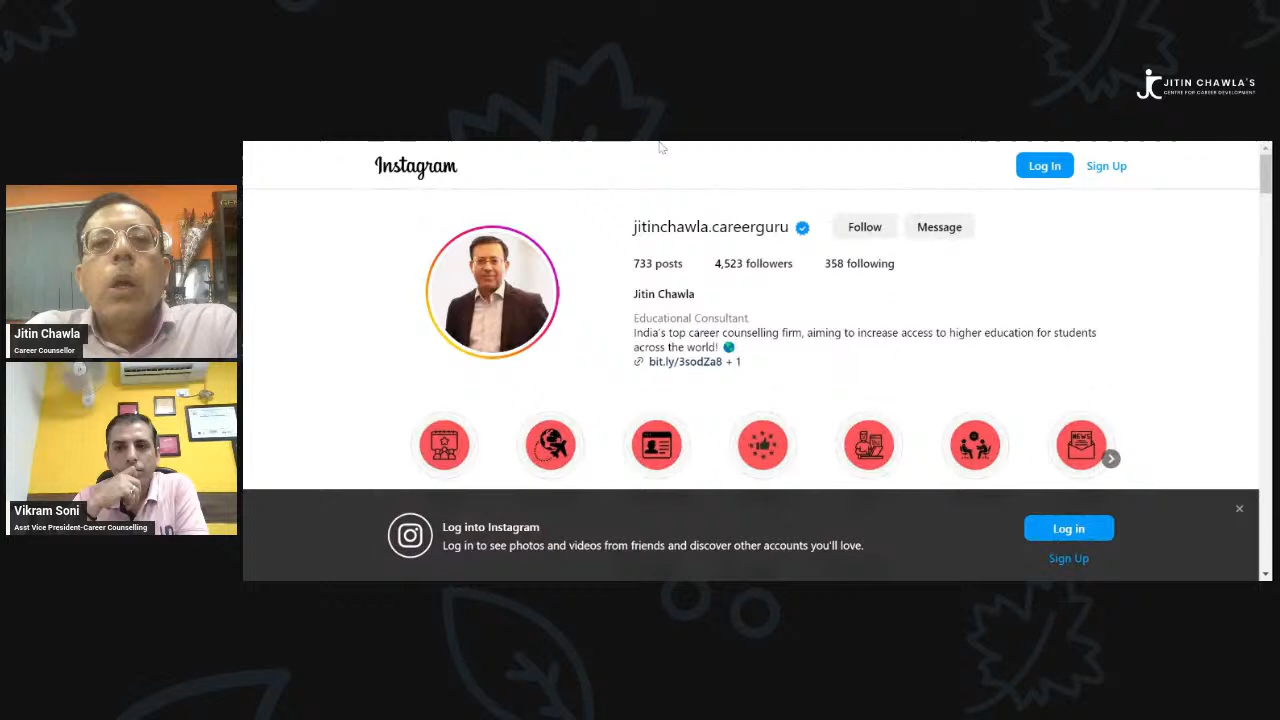 JITIN CHAWLA'S
CENTRE FOR CAREER DEVELOPMENT
Instagram
Log In
Sign Up
jitinchawla.careerguru
Follow
Message
733 posts
4,523 followers
358 following
Jitin Chawla
Educational Consultant
India's top career counselling firm, aiming to increase access to higher education for students
across the world!
bit.ly/3sodZa8 + 1
NEWS
Log into Instagram
Log in to see photos and videos from friends and discover other accounts you'll love.
Log in
Sign Up
Jitin Chawla
Career Counsellor
Vikram Soni
Asst Vice President-Career Counselling